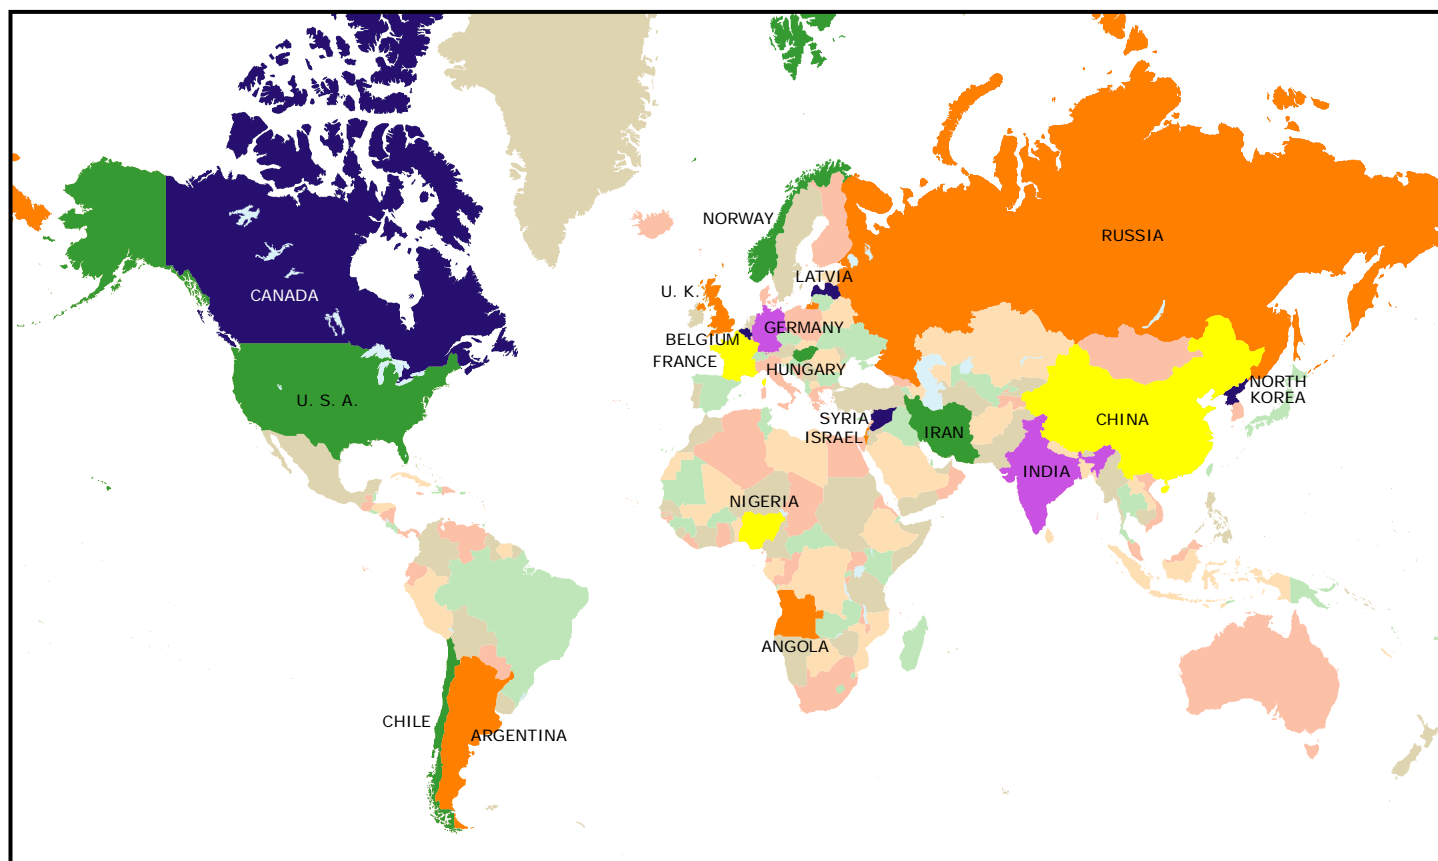 NORWAY
RUSSIA
LATVIA
U. K.
CANADA
GERMANY
BELGIUM
FRANCE
HUNGARY
NORTH
KOREA
U. S. A.
SYRIA
CHINA
IRAN
ISRAEL
INDIA
NIGERIA
ANGOLA
CHILE
ARGENTINA